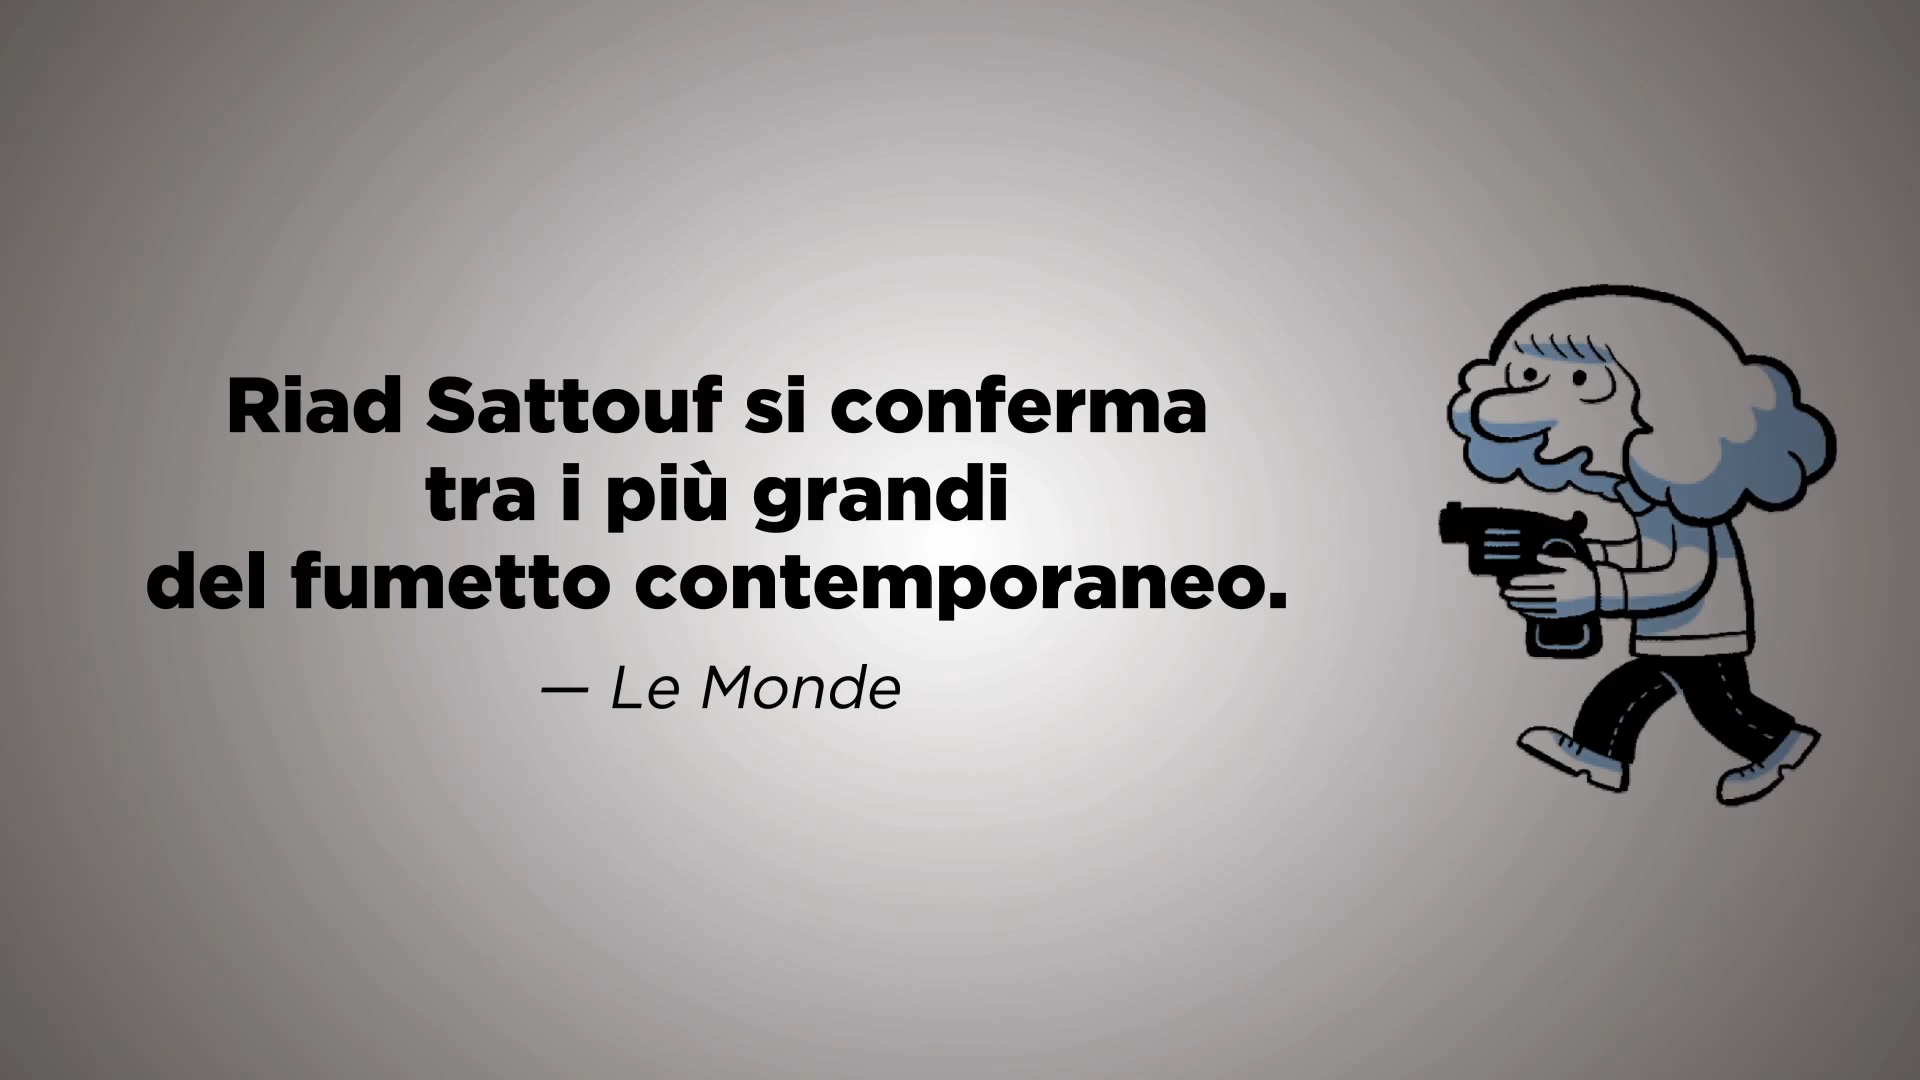 Riad Sattouf si conferma
tra i più grandi
del fumetto contemporaneo.
— Le Monde